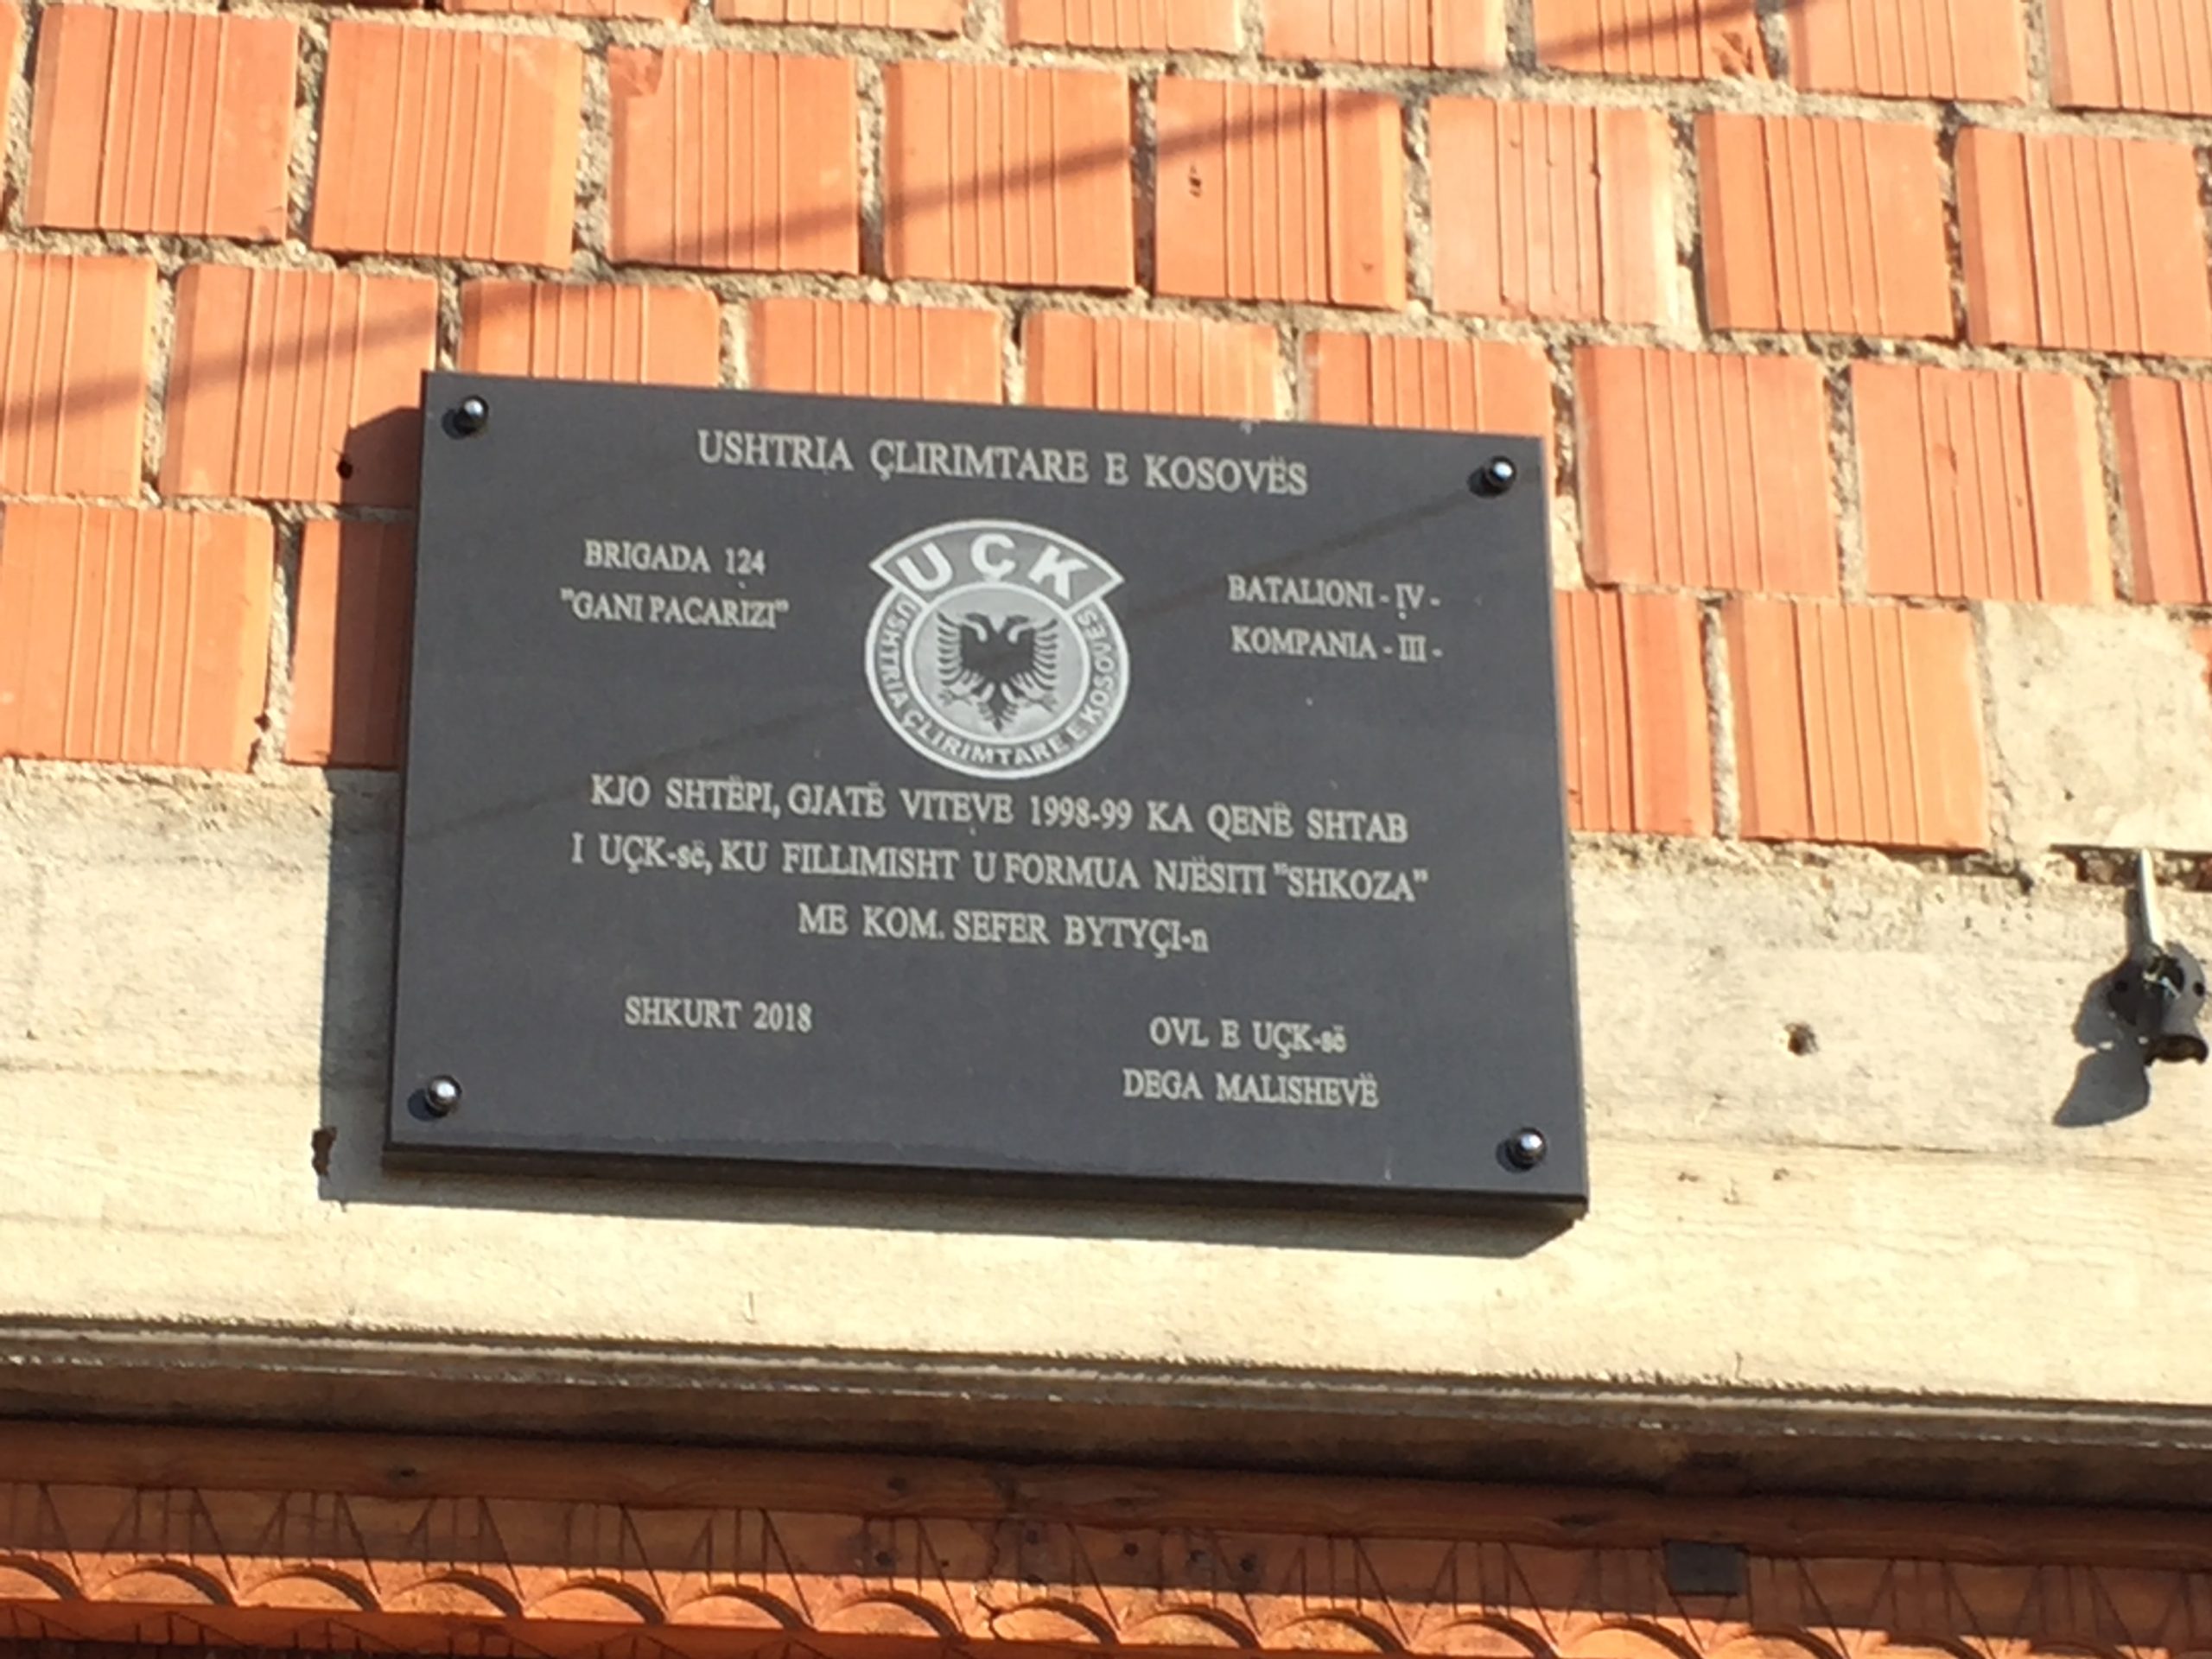 USHTRIA ÇLIRIMTARE E KOSOVËS
BRIGADA 124
"GANI PACARIZI"
UÇK
USHTRIA ÇLIRIMTARE E KOSOVËS
BATALIONI - IV -
KOMPANIA - III -
KJO SHTËPI, GJATË VITEVE 1998-99 KA QENË SHTAB
I UÇK-së, KU FILLIMISHT U FORMUA NJËSITI "SHKOZA"
ME KOM. SEFER BYTYÇI-n
SHKURT 2018
OVL E UÇK-së
DEGA MALISHEVË